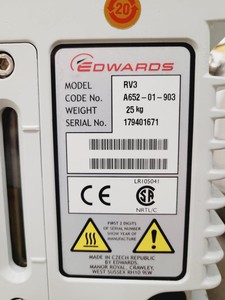 20
EDWARDS
MODEL RV3
CODE No. A652-01-903
WEIGHT 25 kg
SERIAL No. 179401671
LR105041
CE
NRTL/C
FIRST 2 DIGITS
OF SERIAL NUMBER
SHOW YEAR OF
MANUFACTURE
MADE IN CZECH REPUBLIC
BY EDWARDS,
MANOR ROYAL, CRAWLEY,
WEST SUSSEX RH10 9LW